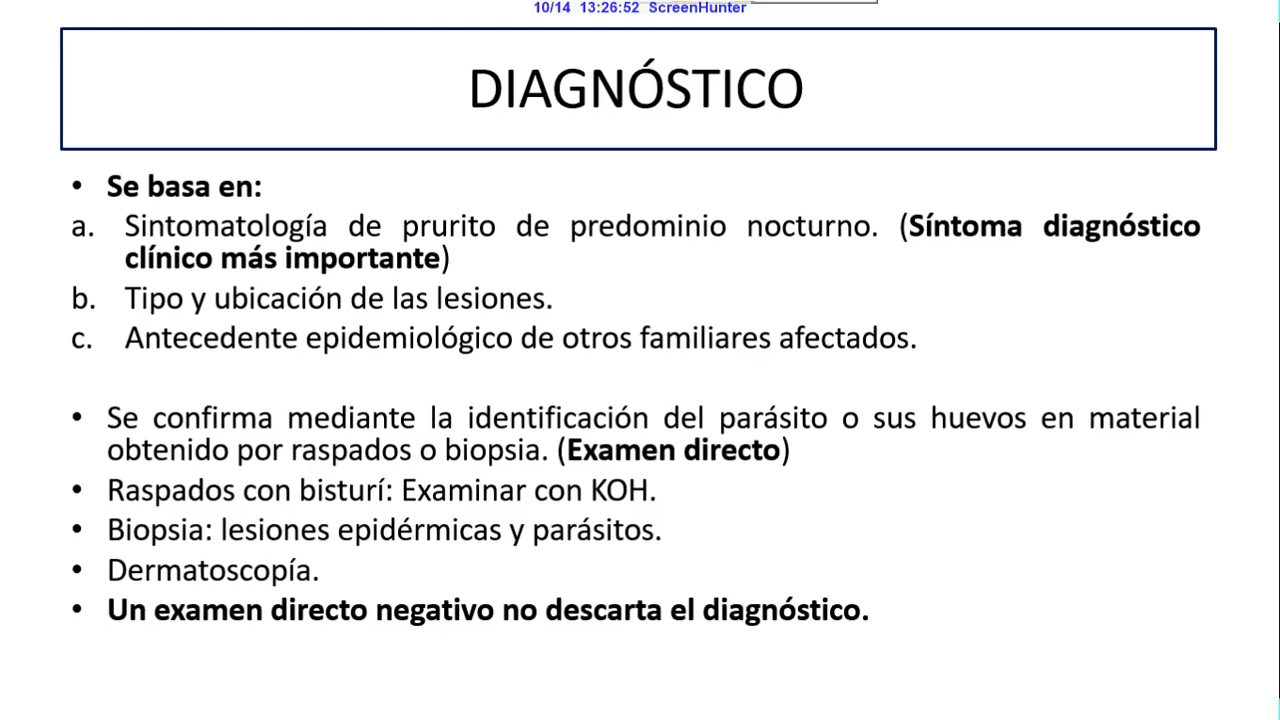 10/14 13:26:52 ScreenHunter
DIAGNÓSTICO
• Se basa en:
a. Sintomatología de prurito de predominio nocturno. (Síntoma diagnóstico
clínico más importante)
b. Tipo y ubicación de las lesiones.
c. Antecedente epidemiológico de otros familiares afectados.
• Se confirma mediante la identificación del parásito o sus huevos en material
obtenido por raspados o biopsia. (Examen directo)
• Raspados con bisturí: Examinar con KOH.
• Biopsia: lesiones epidérmicas y parásitos.
• Dermatoscopía.
• Un examen directo negativo no descarta el diagnóstico.